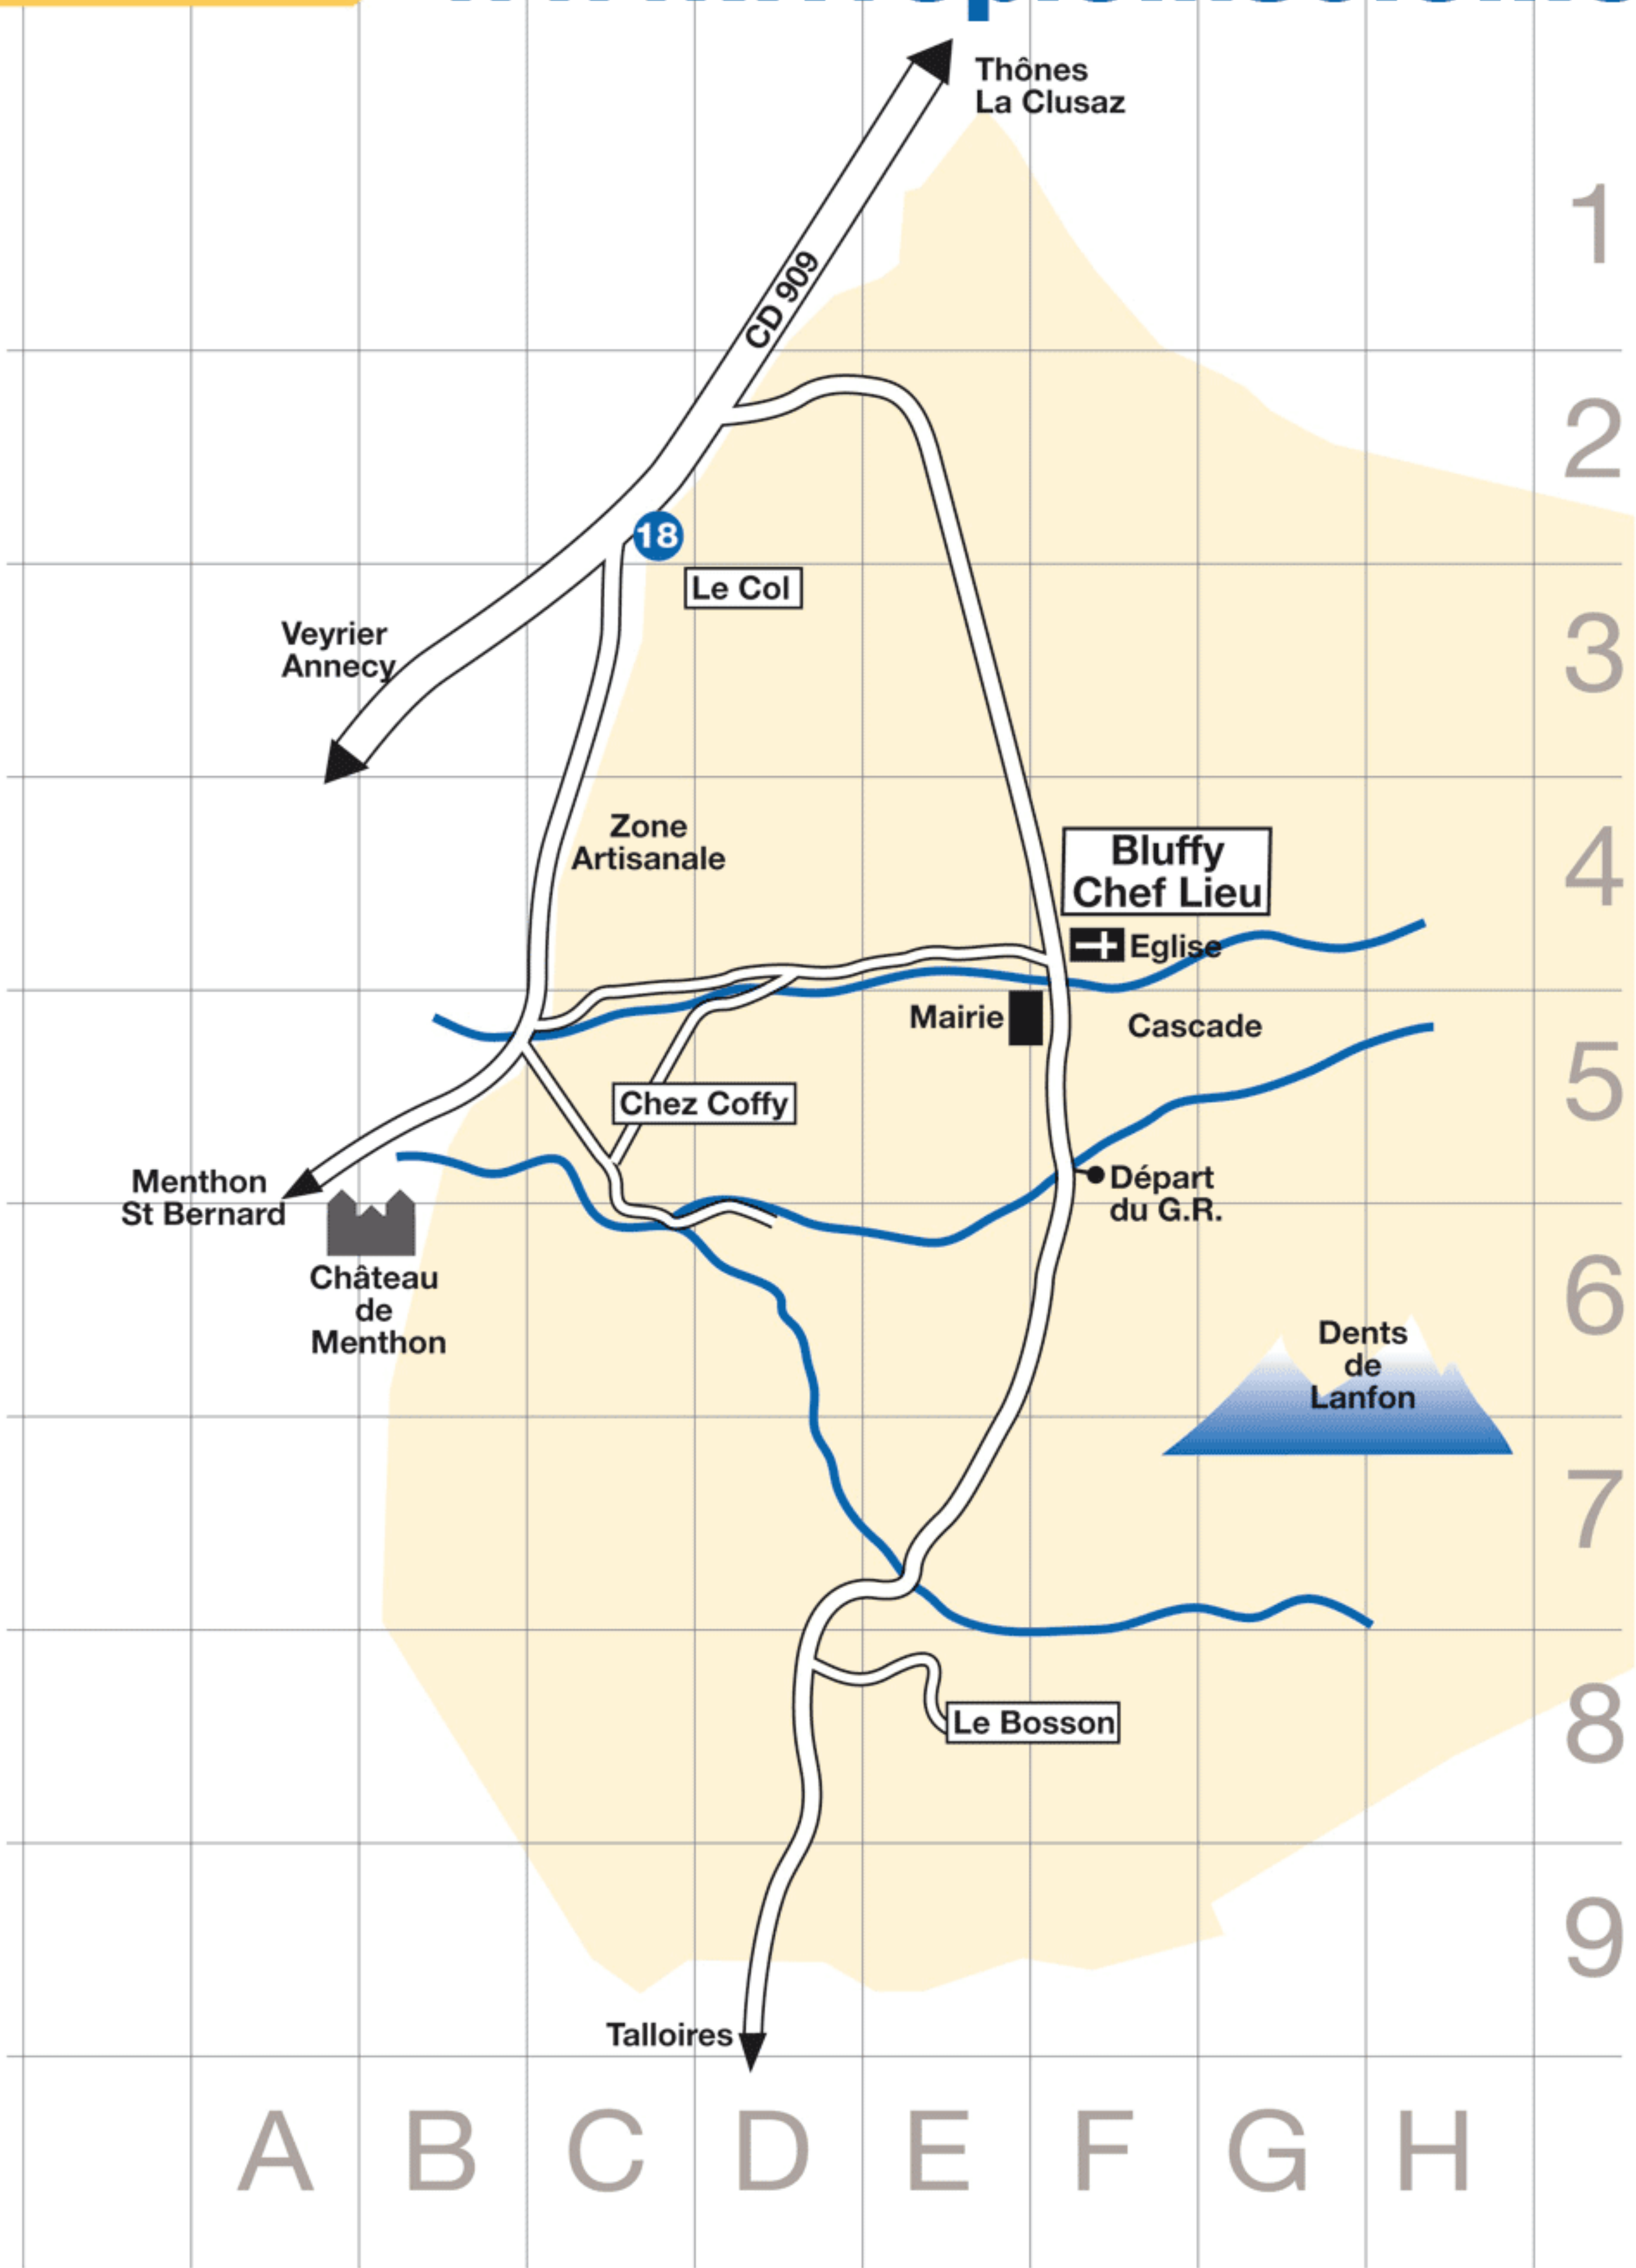 Thônes
La Clusaz
1
CD 909
2
18
Le Col
Veyrier
Annecy
3
Zone
Artisanale
Bluffy
Chef Lieu
4
Eglise
Mairie
Cascade
5
Chez Coffy
Menthon
St Bernard
Départ
du G.R.
Château
de
Menthon
6
Dents
de
Lanfon
7
Le Bosson
8
9
Talloires
A B C D E F G H